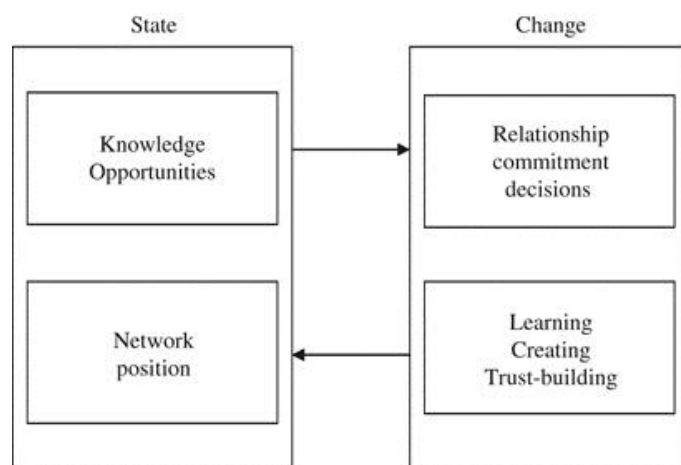 State
Change
Knowledge
Opportunities
Relationship
commitment
decisions
Network
position
Learning
Creating
Trust-building